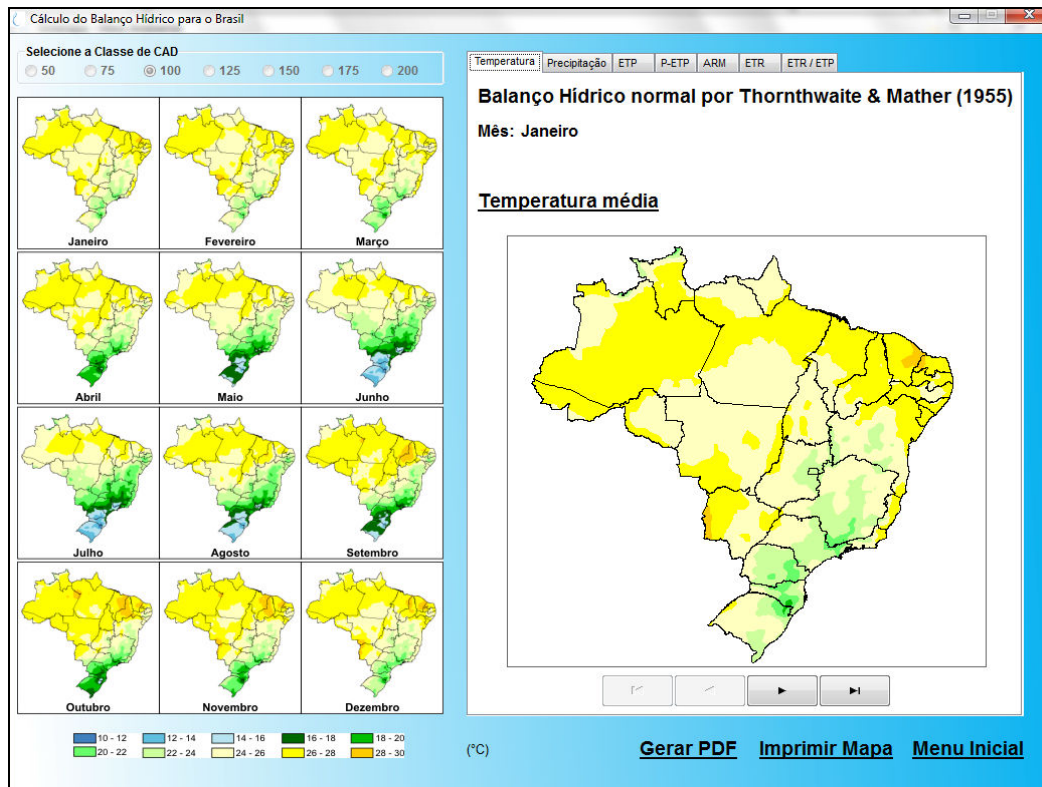 Cálculo do Balanço Hídrico para o Brasil
Selecione a Classe de CAD
50 75 100 125 150 175 200
Temperatura Precipitação ETP P-ETP ARM ETR ETR / ETP
Balanço Hídrico normal por Thornthwaite & Mather (1955)
Mês: Janeiro
Temperatura média
Janeiro Fevereiro Março
Abril Maio Junho
Julho Agosto Setembro
Outubro Novembro Dezembro
10 - 12 12 - 14 14 - 16 16 - 18 18 - 20
20 - 22 22 - 24 24 - 26 26 - 28 28 - 30
(°C)
Gerar PDF Imprimir Mapa Menu Inicial